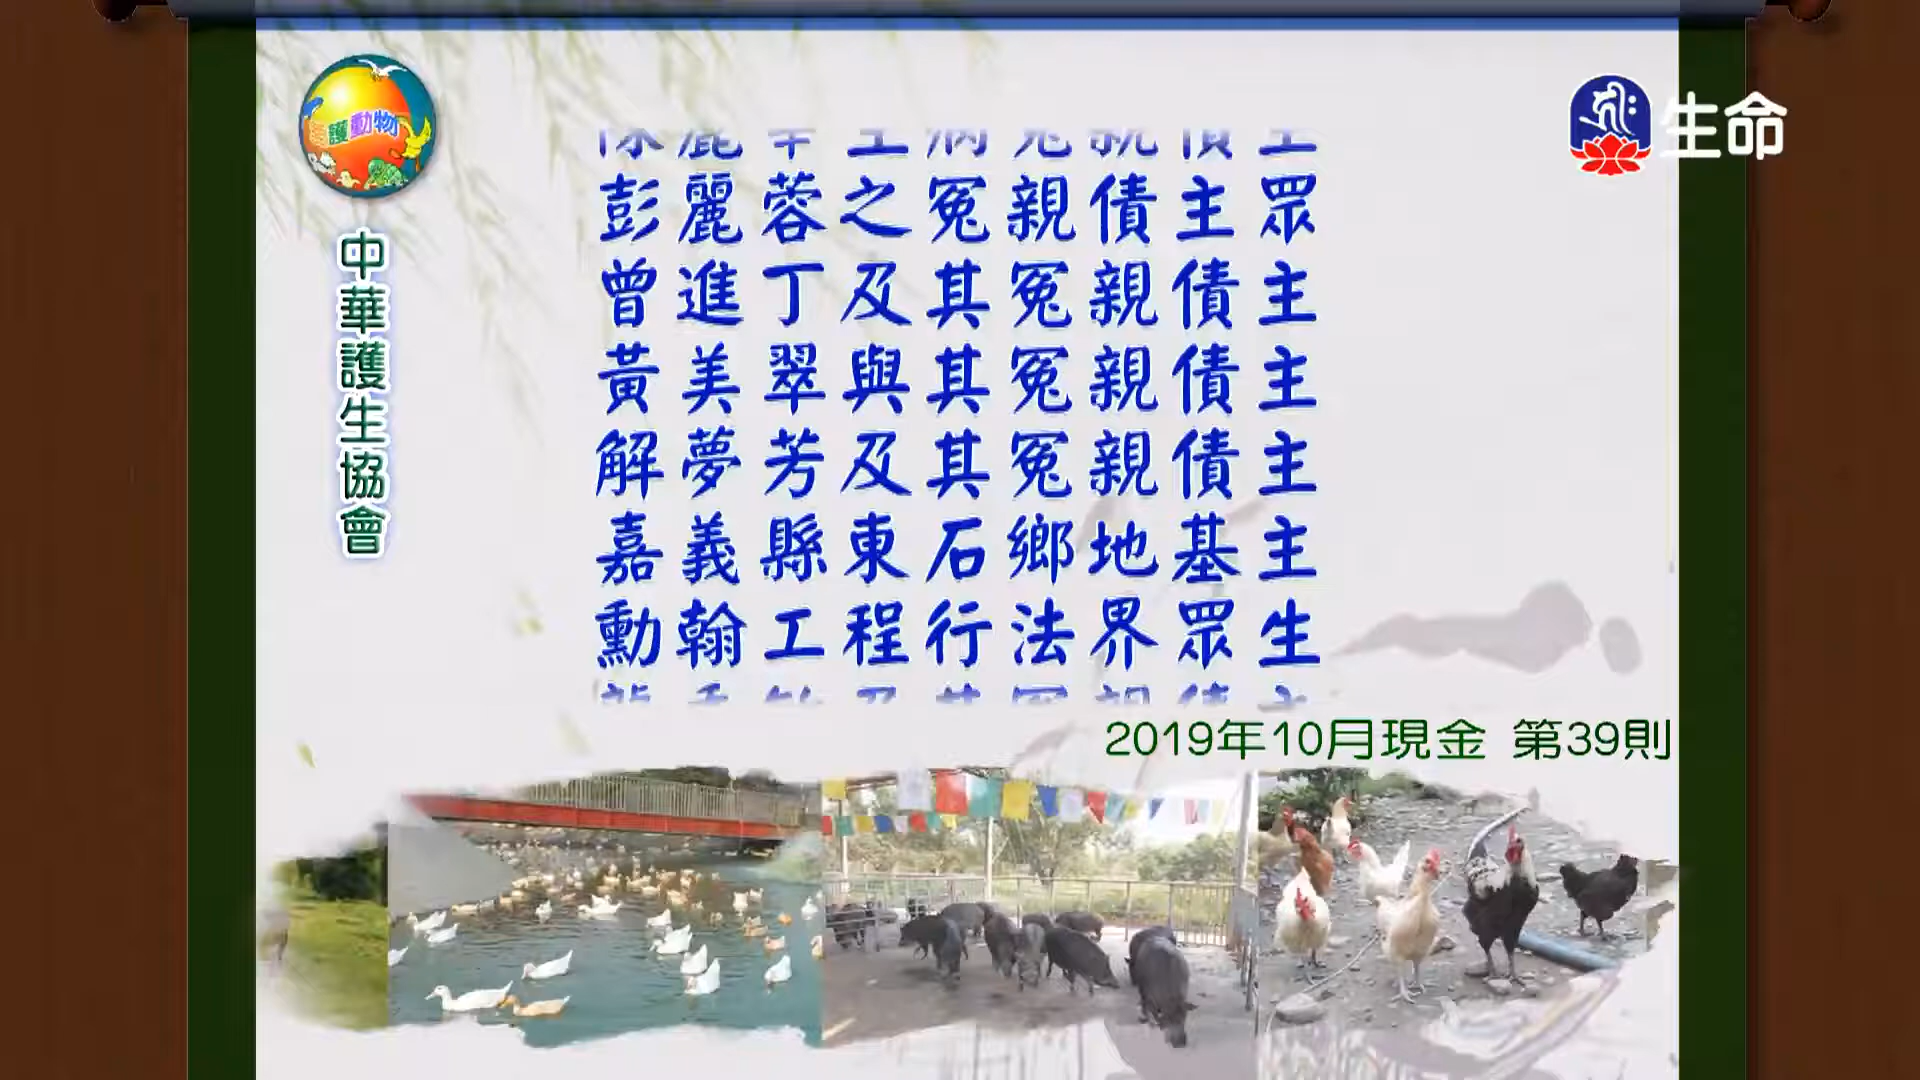 護動物
生命
中華護生協會
彭麗蓉之冤親債主眾
曾進丁及其冤親債主
黃美翠與其冤親債主
解夢芳及其冤親債主
嘉義縣東石鄉地基主
勳翰工程行法界眾生
2019年10月現金 第39則